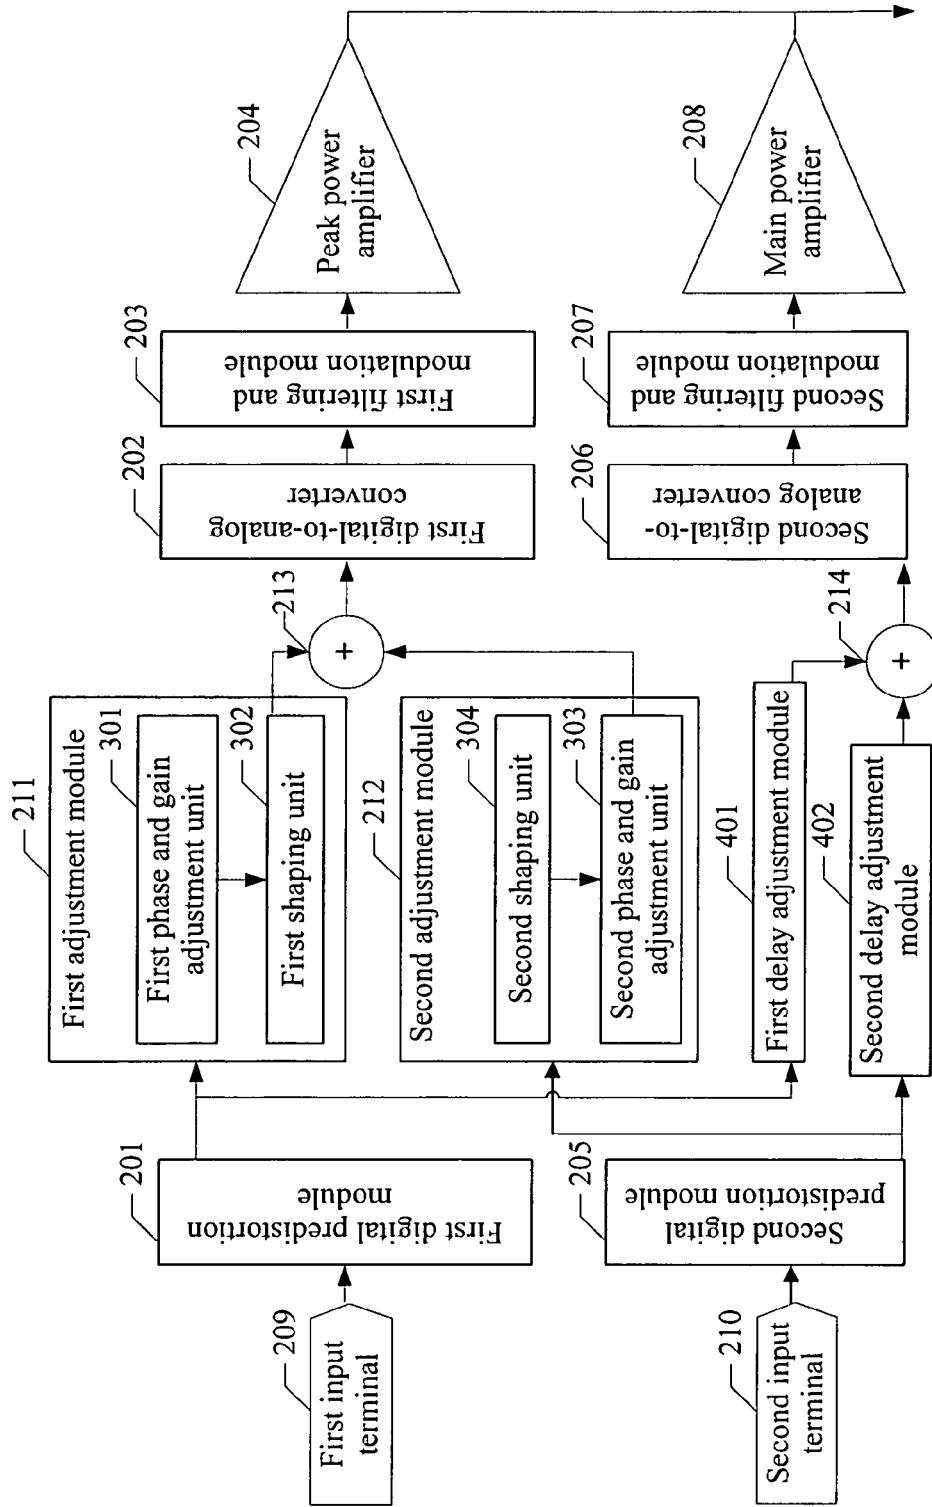 209
First input
terminal
201
First digital predistortion
module
211
First adjustment module
301
First phase and gain
adjustment unit
302
First shaping unit
213
+
202
First digital-to-analog
converter
203
First filtering and
modulation module
204
Peak power
amplifier
212
Second adjustment module
304
Second shaping unit
303
Second phase and gain
adjustment unit
210
Second input
terminal
205
Second digital
predistortion module
401
First delay adjustment module
402
Second delay adjustment
module
214
+
206
Second digital-to-
analog converter
207
Second filtering and
modulation module
208
Main power
amplifier